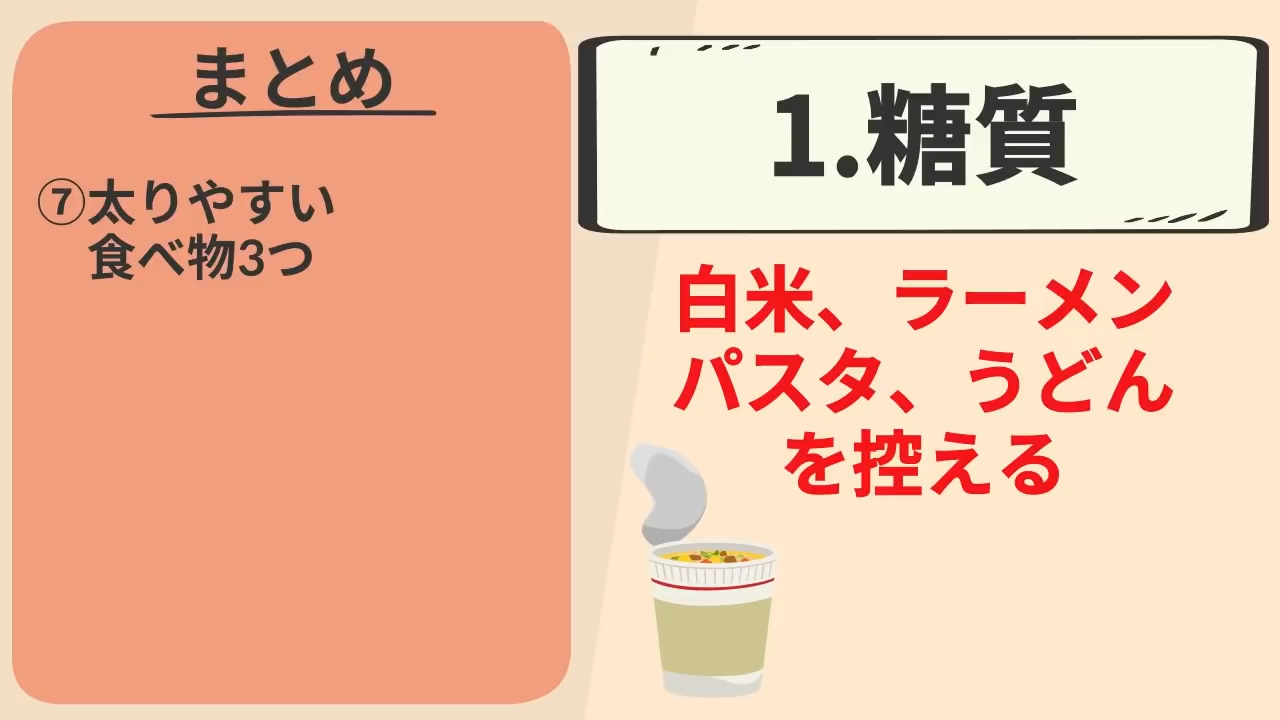 まとめ
⑦太りやすい
食べ物3つ
1.糖質
白米、ラーメン
パスタ、うどん
を控える